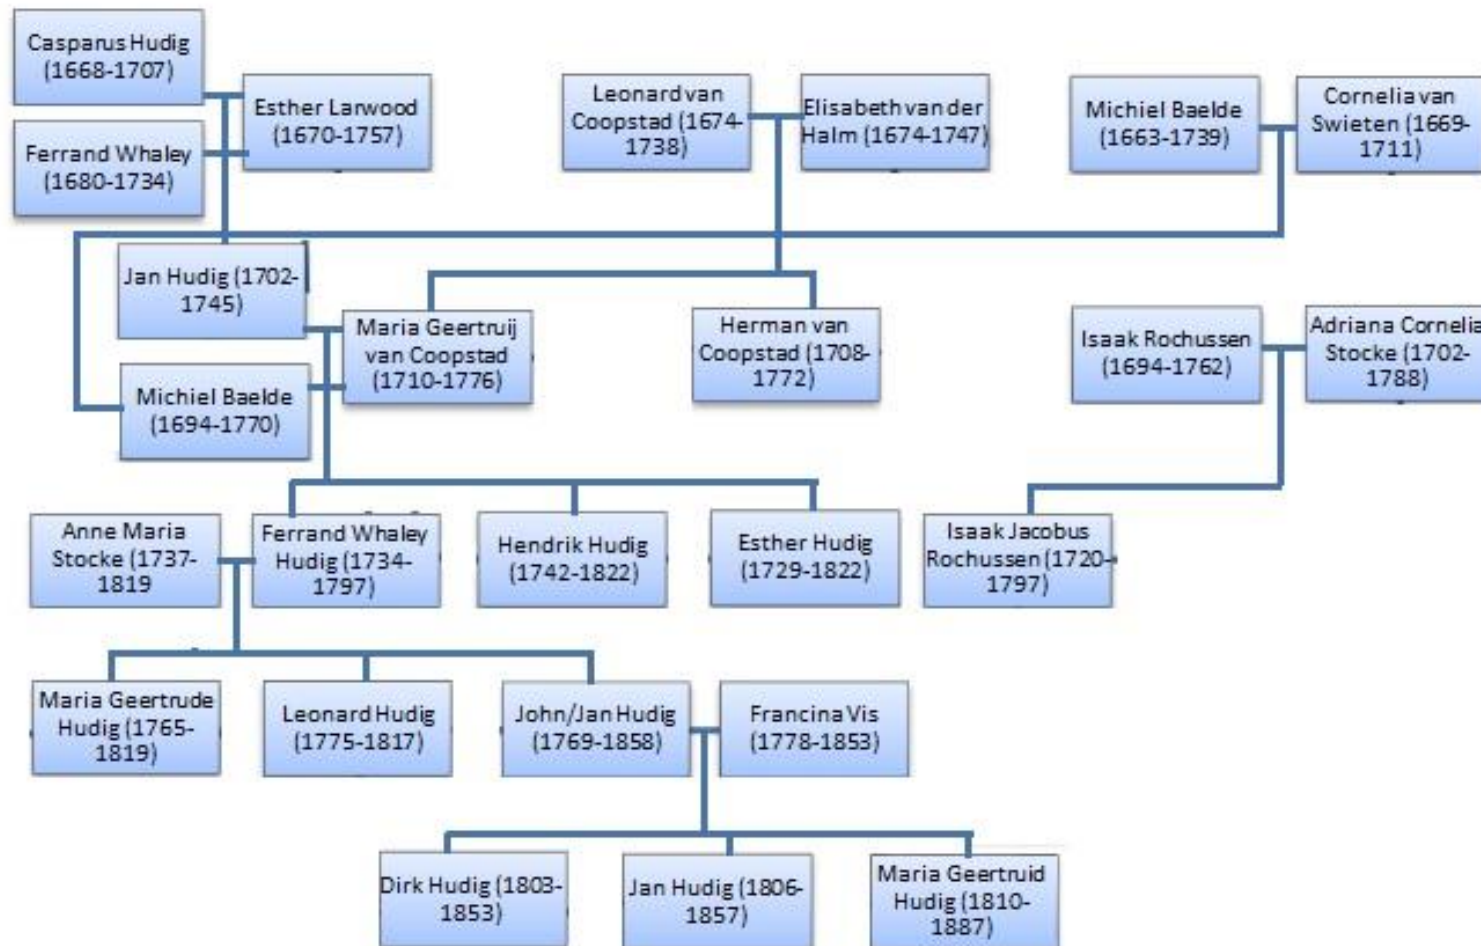 Casparus Hudig
(1668-1707)
Esther Larwood
(1670-1757)
Ferrand Whaley
(1680-1734)
Leonard van
Coopstad (1674-
1738)
Elisabeth van der
Halm (1674-1747)
Michiel Baelde
(1663-1739)
Cornelia van
Swieten (1669-
1711)
Jan Hudig (1702-
1745)
Maria Geertruij
van Coopstad
(1710-1776)
Michiel Baelde
(1694-1770)
Herman van
Coopstad (1708-
1772)
Isaak Rochussen
(1694-1762)
Adriana Cornelia
Stocke (1702-
1788)
Anne Maria
Stocke (1737-
1819
Ferrand Whaley
Hudig (1734-
1797)
Hendrik Hudig
(1742-1822)
Esther Hudig
(1729-1822)
Isaak Jacobus
Rochussen (1720-
1797)
Maria Geertrude
Hudig (1765-
1819)
Leonard Hudig
(1775-1817)
John/Jan Hudig
(1769-1858)
Francina Vis
(1778-1853)
Dirk Hudig (1803-
1853)
Jan Hudig (1806-
1857)
Maria Geertruid
Hudig (1810-
1887)